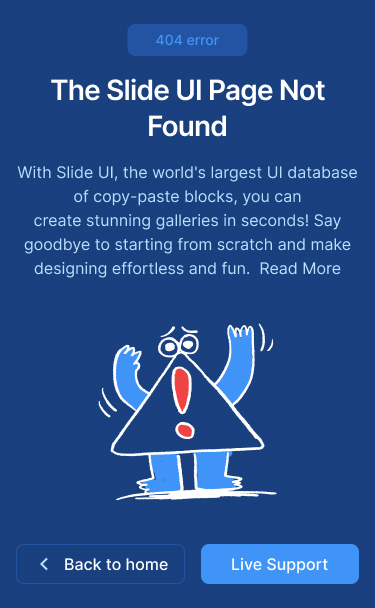 404 error
The Slide UI Page Not
Found
With Slide UI, the world's largest UI database
of copy-paste blocks, you can
create stunning galleries in seconds! Say
goodbye to starting from scratch and make
designing effortless and fun.  Read More
Back to home
Live Support